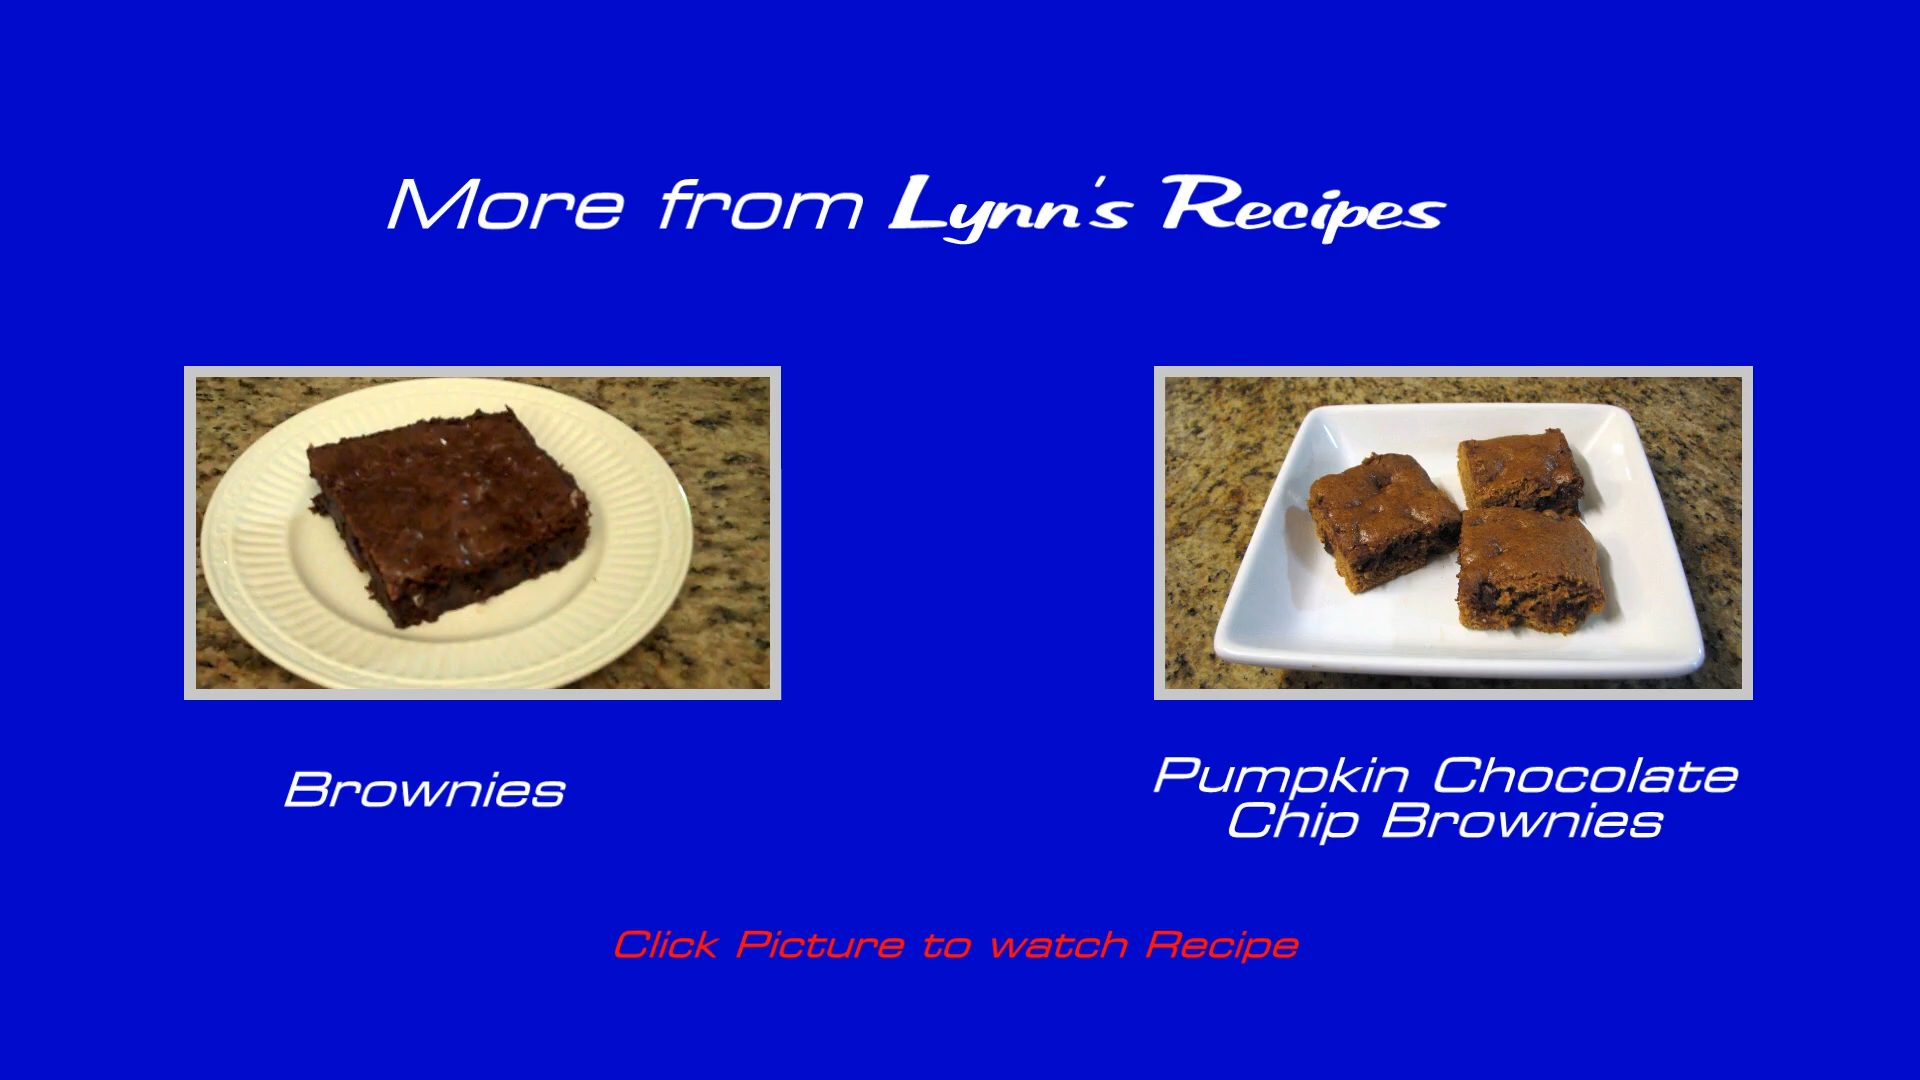 More from Lynn's Recipes
Brownies
Pumpkin Chocolate
Chip Brownies
Click Picture to watch Recipe